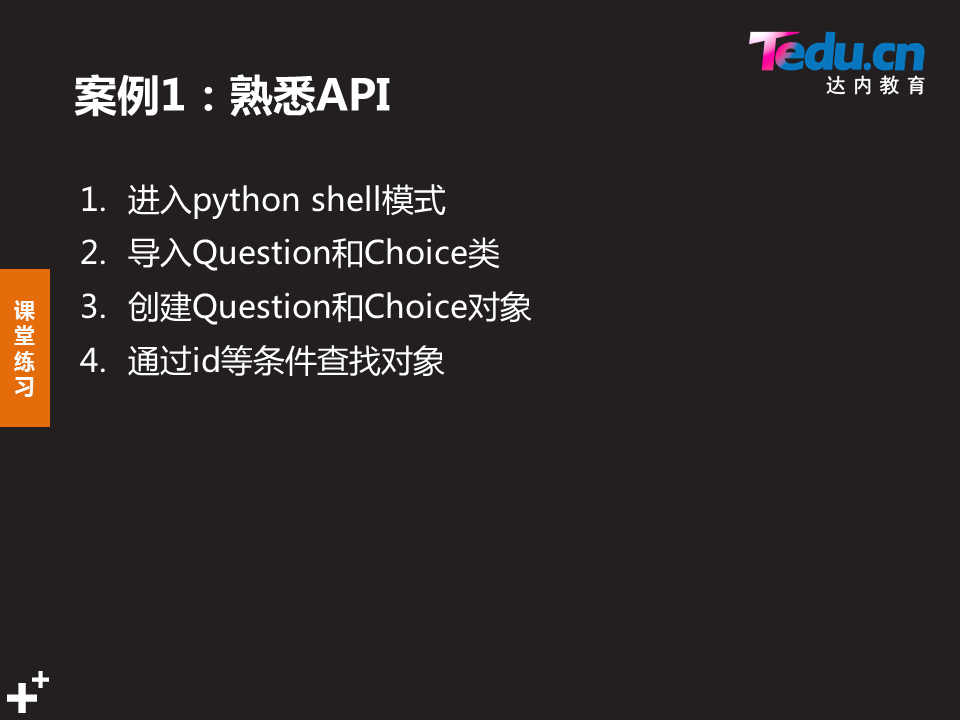 Tedu.cn
达内教育
案例1：熟悉API
1. 进入python shell模式
2. 导入Question和Choice类
3. 创建Question和Choice对象
4. 通过id等条件查找对象
课
堂
练
习